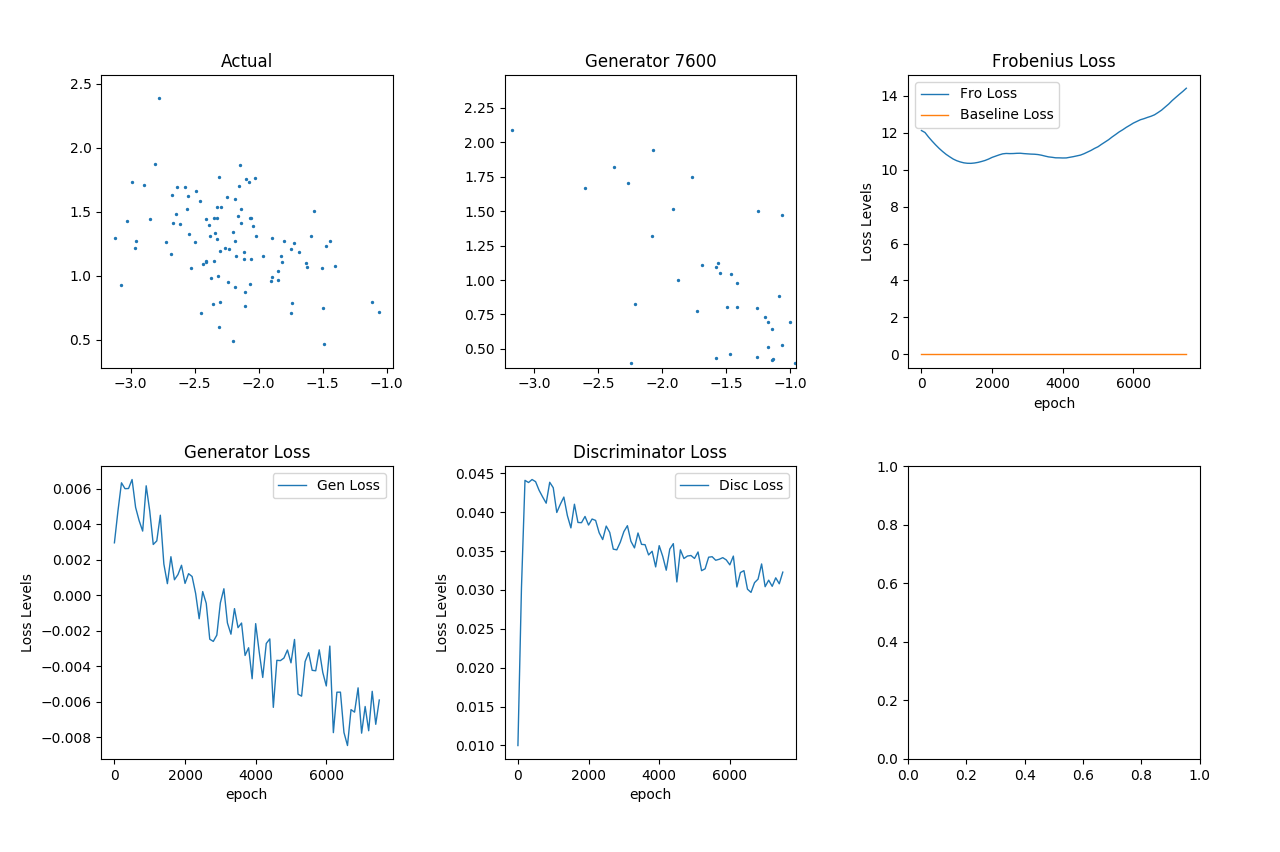 Actual
2.5
2.0
1.5
1.0
0.5
−3.0 −2.5 −2.0 −1.5 −1.0
Generator 7600
2.25
2.00
1.75
1.50
1.25
1.00
0.75
0.50
−3.0 −2.5 −2.0 −1.5 −1.0
Frobenius Loss
Fro Loss
Baseline Loss
Loss Levels
14
12
10
8
6
4
2
0
0 2000 4000 6000
epoch
Generator Loss
Gen Loss
Loss Levels
0.006
0.004
0.002
0.000
−0.002
−0.004
−0.006
−0.008
0 2000 4000 6000
epoch
Discriminator Loss
Disc Loss
Loss Levels
0.045
0.040
0.035
0.030
0.025
0.020
0.015
0.010
0 2000 4000 6000
epoch
1.0
0.8
0.6
0.4
0.2
0.0
0.0 0.2 0.4 0.6 0.8 1.0